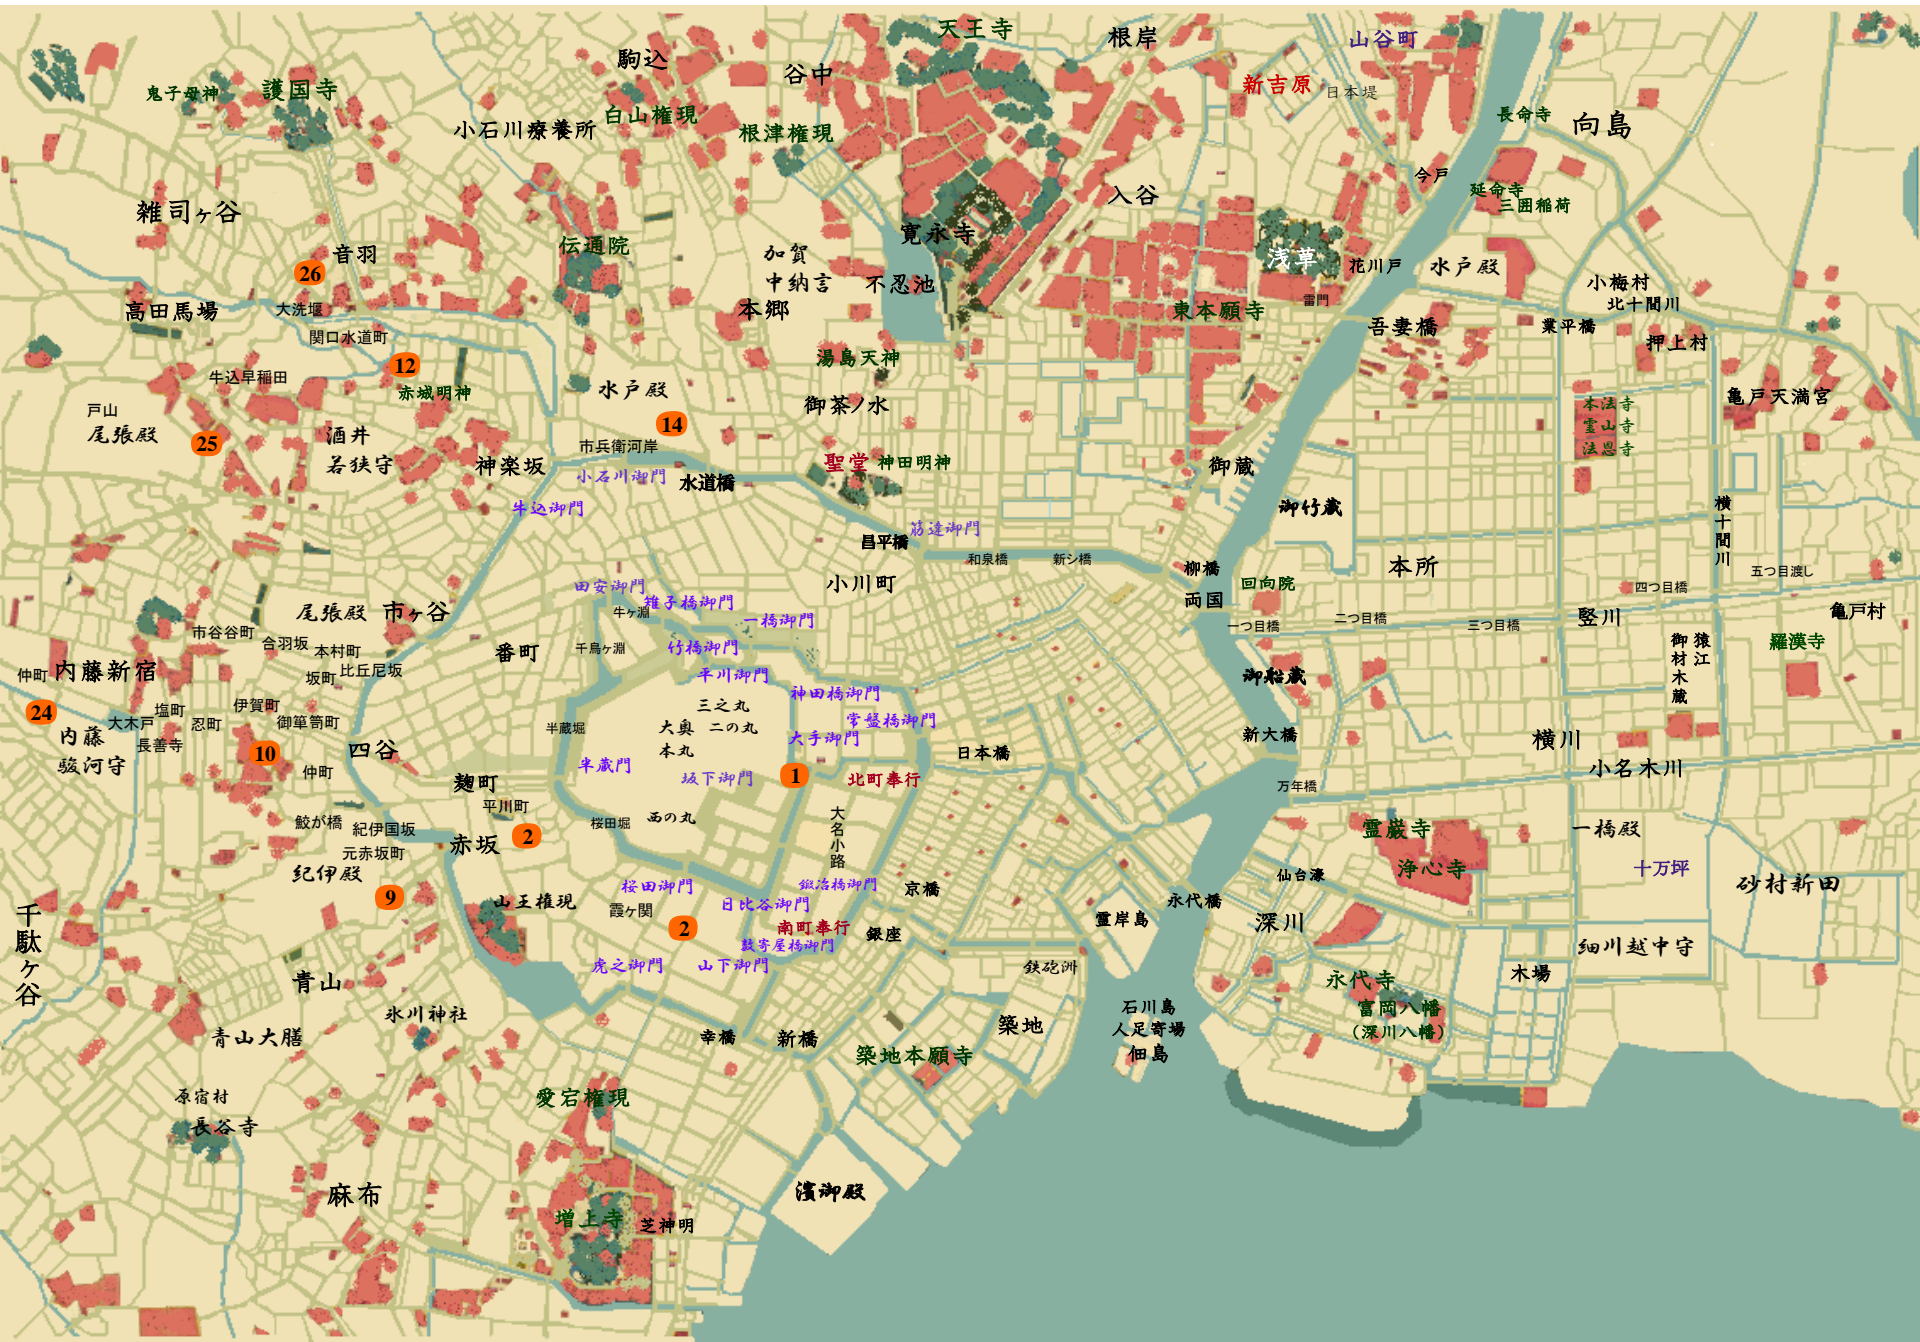 天王寺
根岸
山谷町
駒込
谷中
新吉原
日本堤
鬼子母神
護国寺
白山権現
小石川療養所
根津権現
長命寺
向島
今戸
延命寺
三囲稲荷
入谷
雑司ヶ谷
音羽
伝通院
加賀
中納言
寛永寺
不忍池
浅草
花川戸
水戸殿
26
小梅村
北十間川
高田馬場
大洗堰
本郷
東本願寺
雷門
吾妻橋
業平橋
押上村
関口水道町
湯島天神
12
牛込早稲田
赤城明神
水戸殿
御茶ノ水
本法寺
霊山寺
法恩寺
亀戸天満宮
戸山
尾張殿
25
酒井
若狭守
14
市兵衛河岸
神楽坂
小石川御門
水道橋
聖堂
神田明神
御蔵
牛込御門
御竹蔵
横十間川
筋違御門
昌平橋
和泉橋
新シ橋
柳橋
両国
回向院
本所
小川町
五つ目渡し
四つ目橋
田安御門
雉子橋御門
牛ヶ淵
一橋御門
一つ目橋
二つ目橋
三つ目橋
竪川
亀戸村
尾張殿
市ヶ谷
市谷谷町
合羽坂
本村町
比丘尼坂
坂町
番町
千鳥ヶ淵
竹橋御門
平川御門
神田橋御門
御船蔵
猿江
御材木蔵
羅漢寺
仲町
内藤新宿
24
大木戸
塩町
忍町
伊賀町
御箪笥町
長善寺
内藤
駿河守
10
四谷
仲町
半蔵堀
三之丸
大奥
二の丸
本丸
常盤橋御門
大手御門
日本橋
新大橋
横川
小名木川
半蔵門
坂下御門
1
北町奉行
麹町
平川町
万年橋
鮫が橋
紀伊国坂
元赤坂町
赤坂
2
桜田堀
西の丸
大名小路
霊巌寺
浄心寺
一橋殿
十万坪
砂村新田
紀伊殿
9
山王権現
桜田御門
霞ヶ関
2
日比谷御門
鍛冶橋御門
京橋
仙台濠
永代橋
霊岸島
深川
南町奉行
数寄屋橋御門
銀座
千駄ヶ谷
虎之御門
山下御門
鉄砲洲
細川越中守
木場
青山
氷川神社
永代寺
富岡八幡
（深川八幡）
青山大膳
幸橋
新橋
築地
石川島
人足寄場
佃島
築地本願寺
原宿村
長谷寺
愛宕権現
麻布
濱御殿
増上寺
芝神明